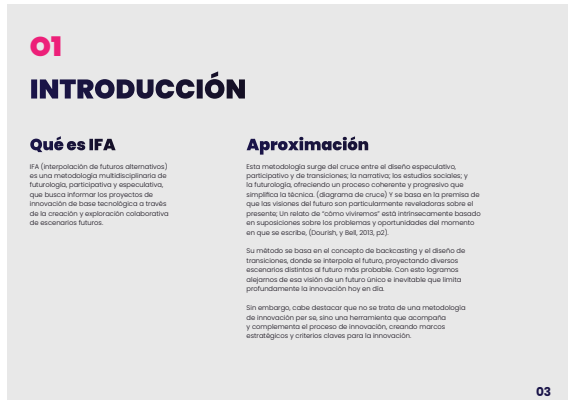 01
INTRODUCCIÓN
Qué es IFA
IFA (interpolación de futuros alternativos)
es una metodología multidisciplinaria de
futurología, participativa y especulativa,
que busca informar los proyectos de
innovación de base tecnológica a través
de la creación y exploración colaborativa
de escenarios futuros.
Aproximación
Esta metodología surge del cruce entre el diseño especulativo,
participativo y de transiciones; la narrativa; los estudios sociales; y
la futurología, ofreciendo un proceso coherente y progresivo que
simplifica la técnica. (diagrama de cruce) Y se basa en la premisa de
que las visiones del futuro son particularmente reveladoras sobre el
presente; Un relato de “cómo viviremos” está intrínsecamente basado
en suposiciones sobre los problemas y oportunidades del momento
en que se escribe, (Dourish, y Bell, 2013, p2).
Su método se basa en el concepto de backcasting y el diseño de
transiciones, donde se interpola el futuro, proyectando diversos
escenarios distintos al futuro más probable. Con esto logramos
alejarnos de esa visión de un futuro único e inevitable que limita
profundamente la innovación hoy en día.
Sin embargo, cabe destacar que no se trata de una metodología
de innovación per se, sino una herramienta que acompaña
y complementa el proceso de innovación, creando marcos
estratégicos y criterios claves para la innovación.
03